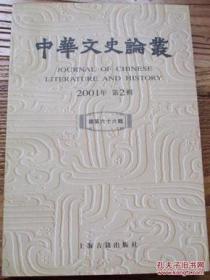 中華文史論叢
JOURNAL OF CHINESE
LITERATURE AND HISTORY
2001年 第2輯
總第六十六輯
上海古籍出版社